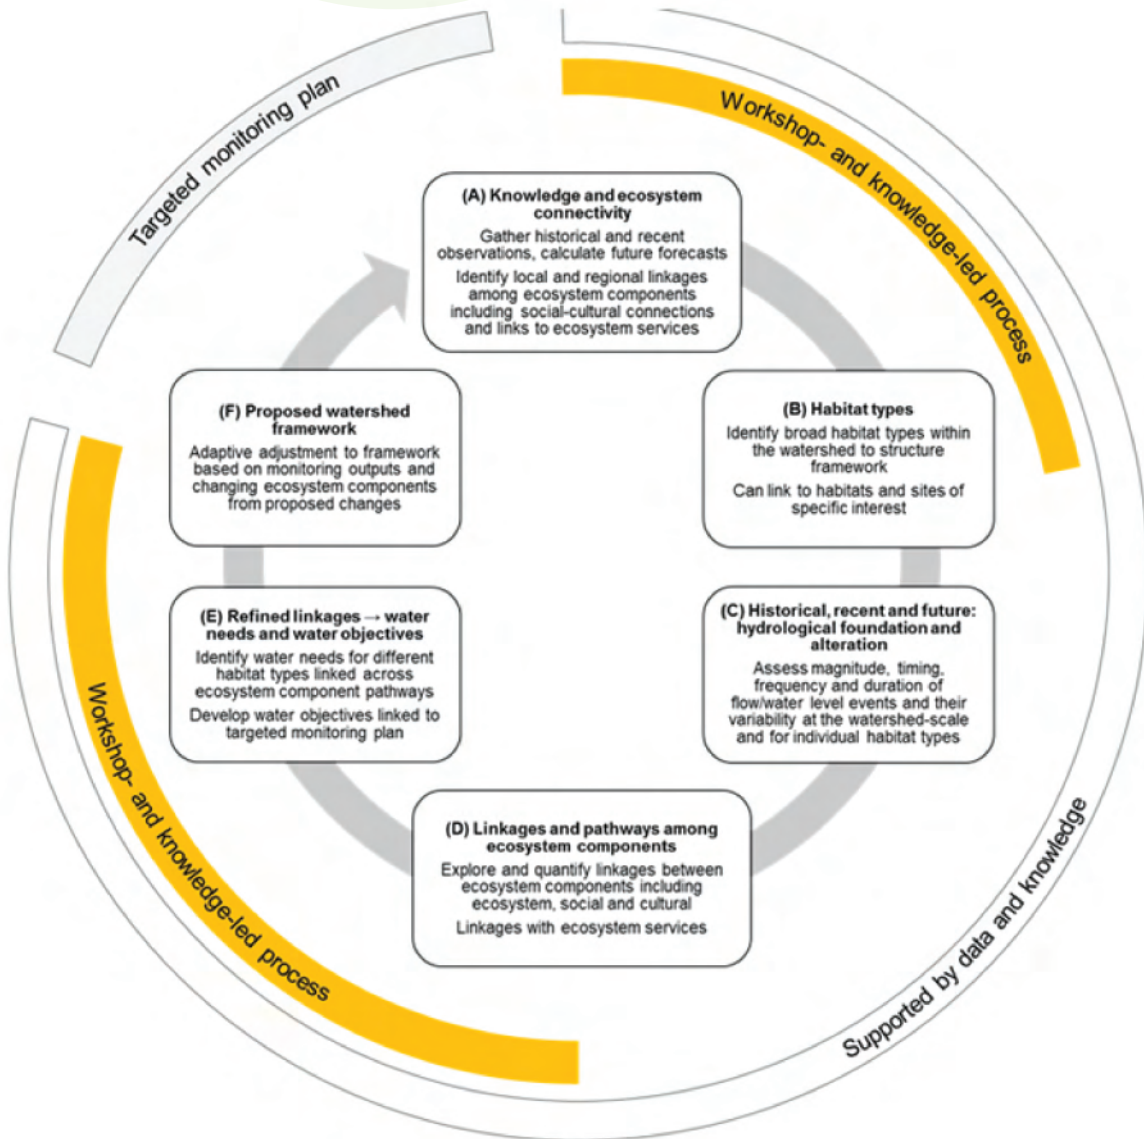 Targeted monitoring plan
Workshop- and knowledge-led process
(A) Knowledge and ecosystem
connectivity
Gather historical and recent
observations, calculate future forecasts
Identify local and regional linkages
among ecosystem components
including social-cultural connections
and links to ecosystem services
(B) Habitat types
Identify broad habitat types within
the watershed to structure
framework
Can link to habitats and sites of
specific interest
(C) Historical, recent and future:
hydrological foundation and
alteration
Assess magnitude, timing,
frequency and duration of
flow/water level events and their
variability at the watershed-scale
and for individual habitat types
(D) Linkages and pathways among
ecosystem components
Explore and quantify linkages between
ecosystem components including
ecosystem, social and cultural
Linkages with ecosystem services
(E) Refined linkages → water
needs and water objectives
Identify water needs for different
habitat types linked across
ecosystem component pathways
Develop water objectives linked to
targeted monitoring plan
(F) Proposed watershed
framework
Adaptive adjustment to framework
based on monitoring outputs and
changing ecosystem components
from proposed changes
Workshop- and knowledge-led process
Supported by data and knowledge